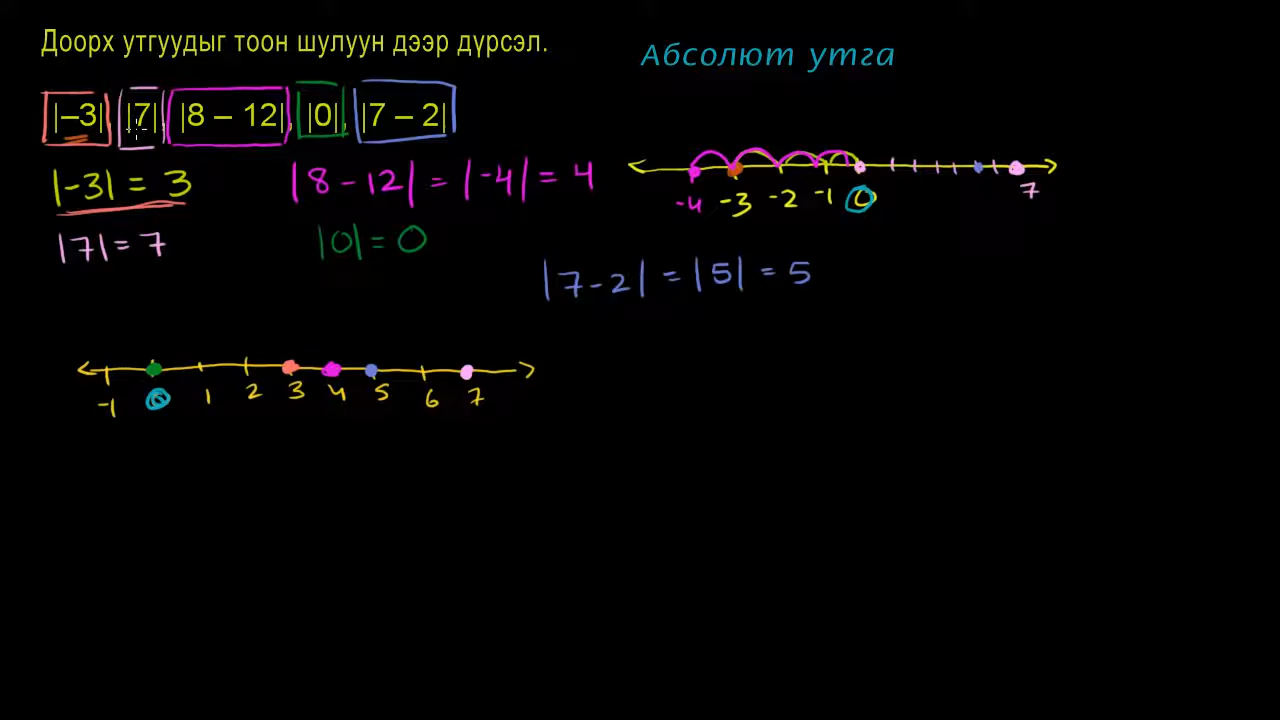 Доорх утгуудыг тоон шулуун дээр дүрсэл.
Абсолют утга
|–3|, |7|, |8 – 12|, |0|, |7 – 2|
|-3| = 3
|8 - 12| = |-4| = 4
-4 -3 -2 -1 0 7
|7| = 7
|0| = 0
|7 - 2| = |5| = 5
-1 0 1 2 3 4 5 6 7